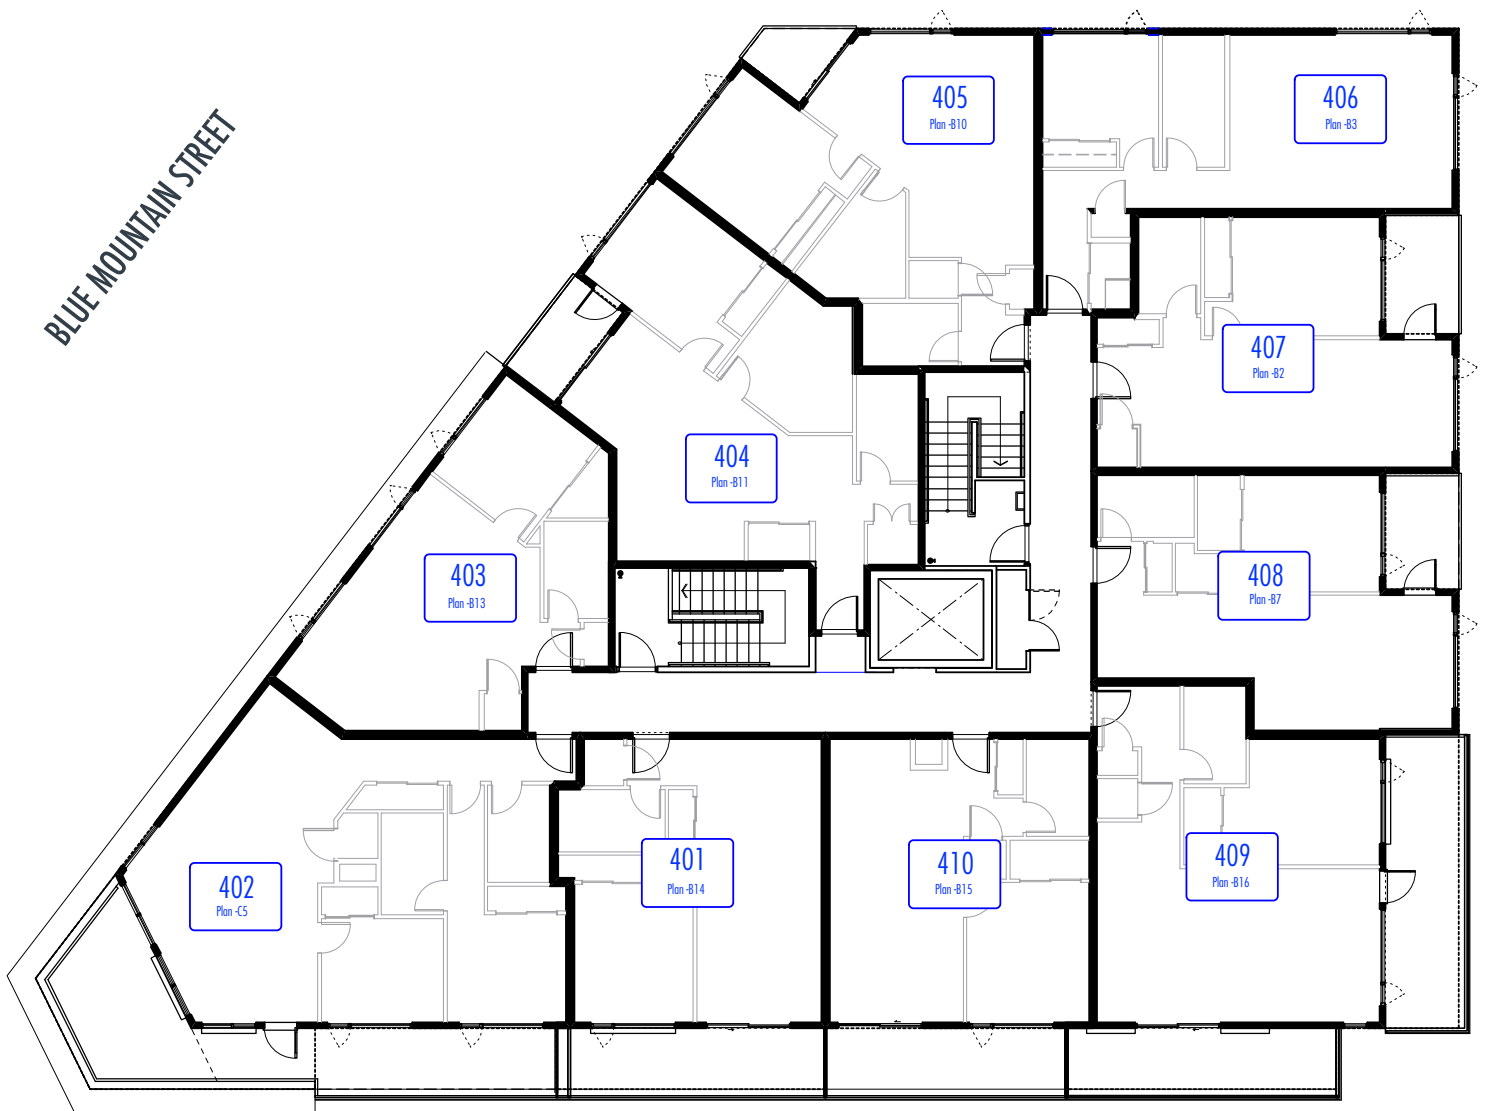 BLUE MOUNTAIN STREET
405
Plan -B10
406
Plan -B3
407
Plan -B2
404
Plan -B11
403
Plan -B13
408
Plan -B7
402
Plan -C5
401
Plan -B14
410
Plan -B15
409
Plan -B16